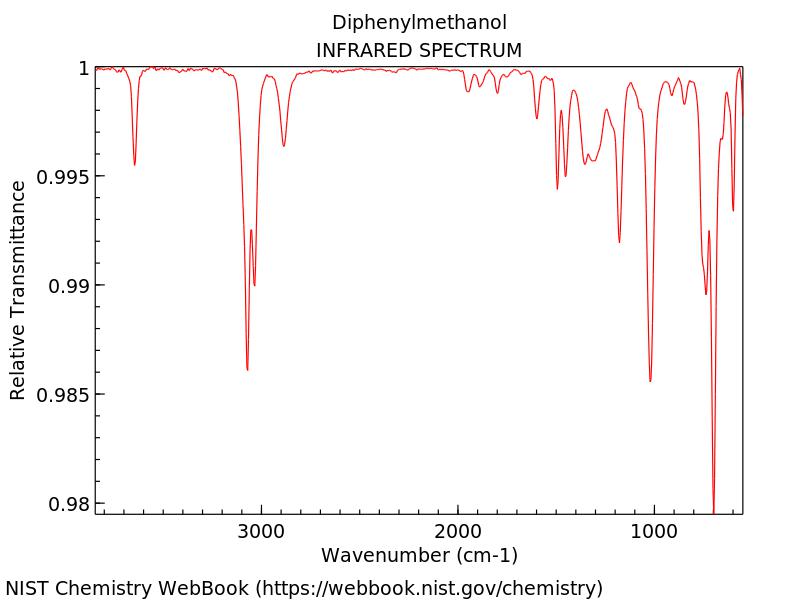 Diphenylmethanol
INFRARED SPECTRUM
1
0.995
0.99
0.985
0.98
Relative Transmittance
3000 2000 1000
Wavenumber (cm-1)
NIST Chemistry WebBook (https://webbook.nist.gov/chemistry)